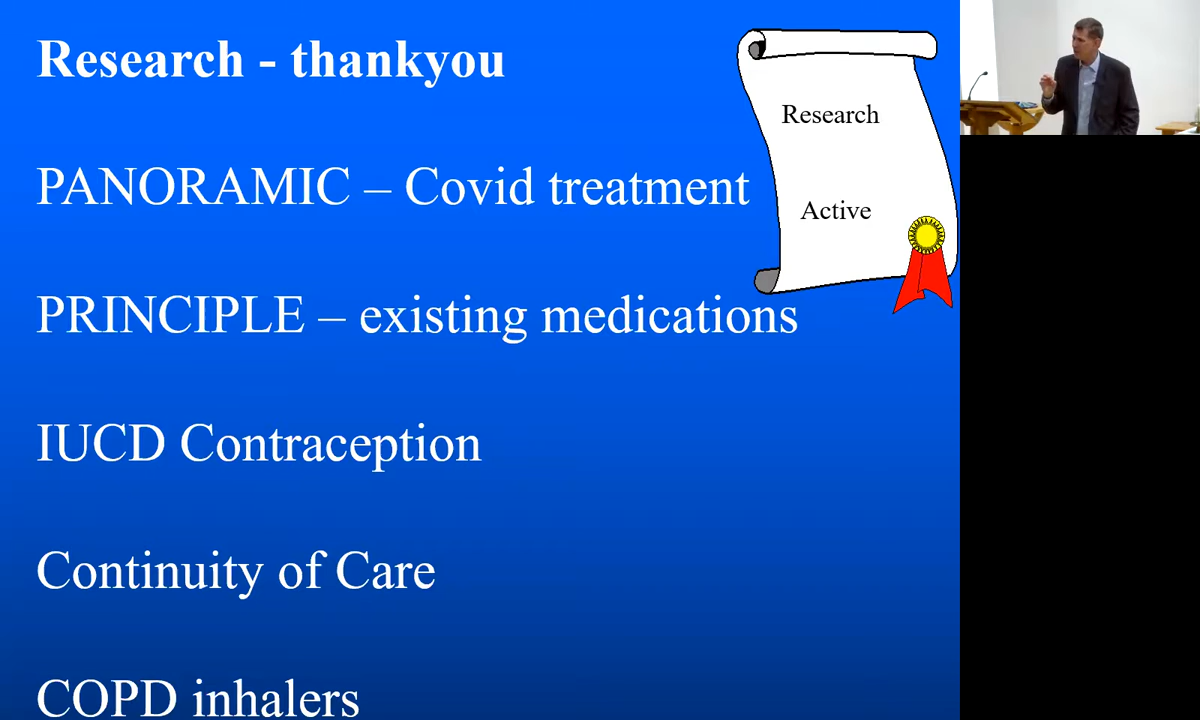 Research - thankyou
Research
PANORAMIC – Covid treatment
Active
PRINCIPLE – existing medications
IUCD Contraception
Continuity of Care
COPD inhalers